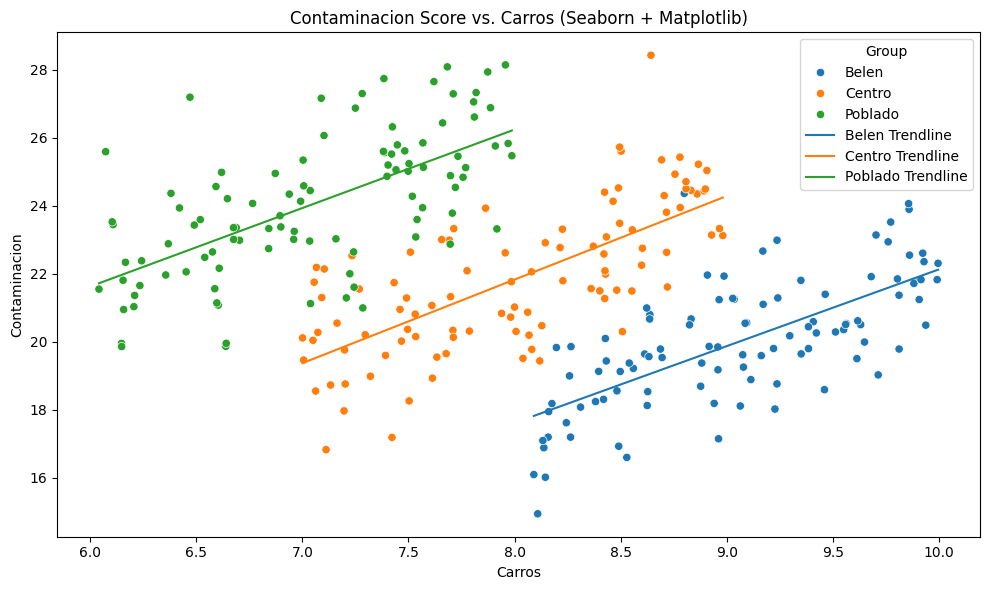 Contaminacion Score vs. Carros (Seaborn + Matplotlib)
Group
Belen
Centro
Poblado
Belen Trendline
Centro Trendline
Poblado Trendline
Contaminacion
28
26
24
22
20
18
16
6.0 6.5 7.0 7.5 8.0 8.5 9.0 9.5 10.0
Carros